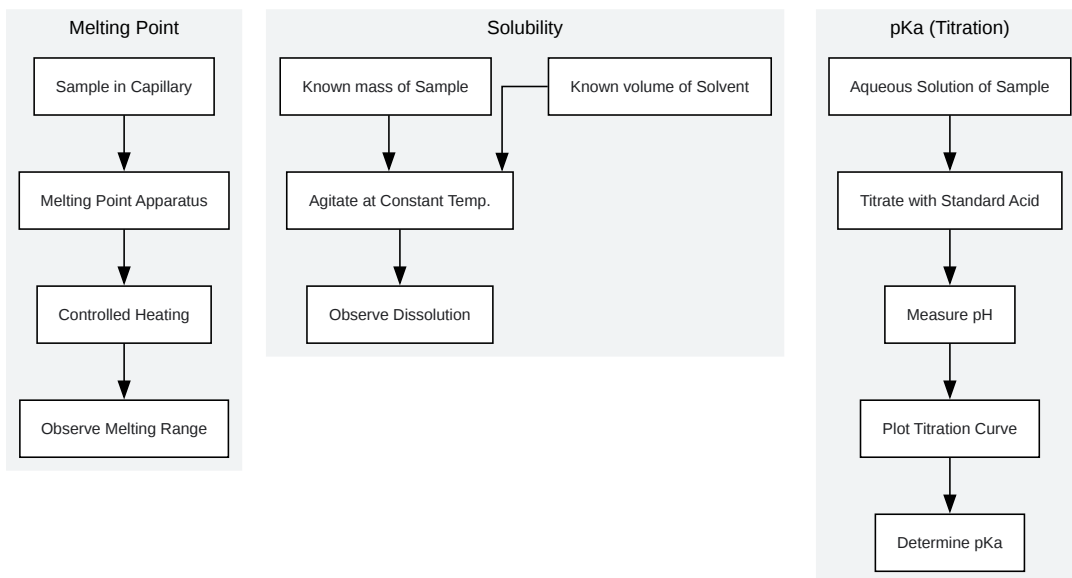 Melting Point
Sample in Capillary
Melting Point Apparatus
Controlled Heating
Observe Melting Range
Solubility
Known mass of Sample
Known volume of Solvent
Agitate at Constant Temp.
Observe Dissolution
pKa (Titration)
Aqueous Solution of Sample
Titrate with Standard Acid
Measure pH
Plot Titration Curve
Determine pKa